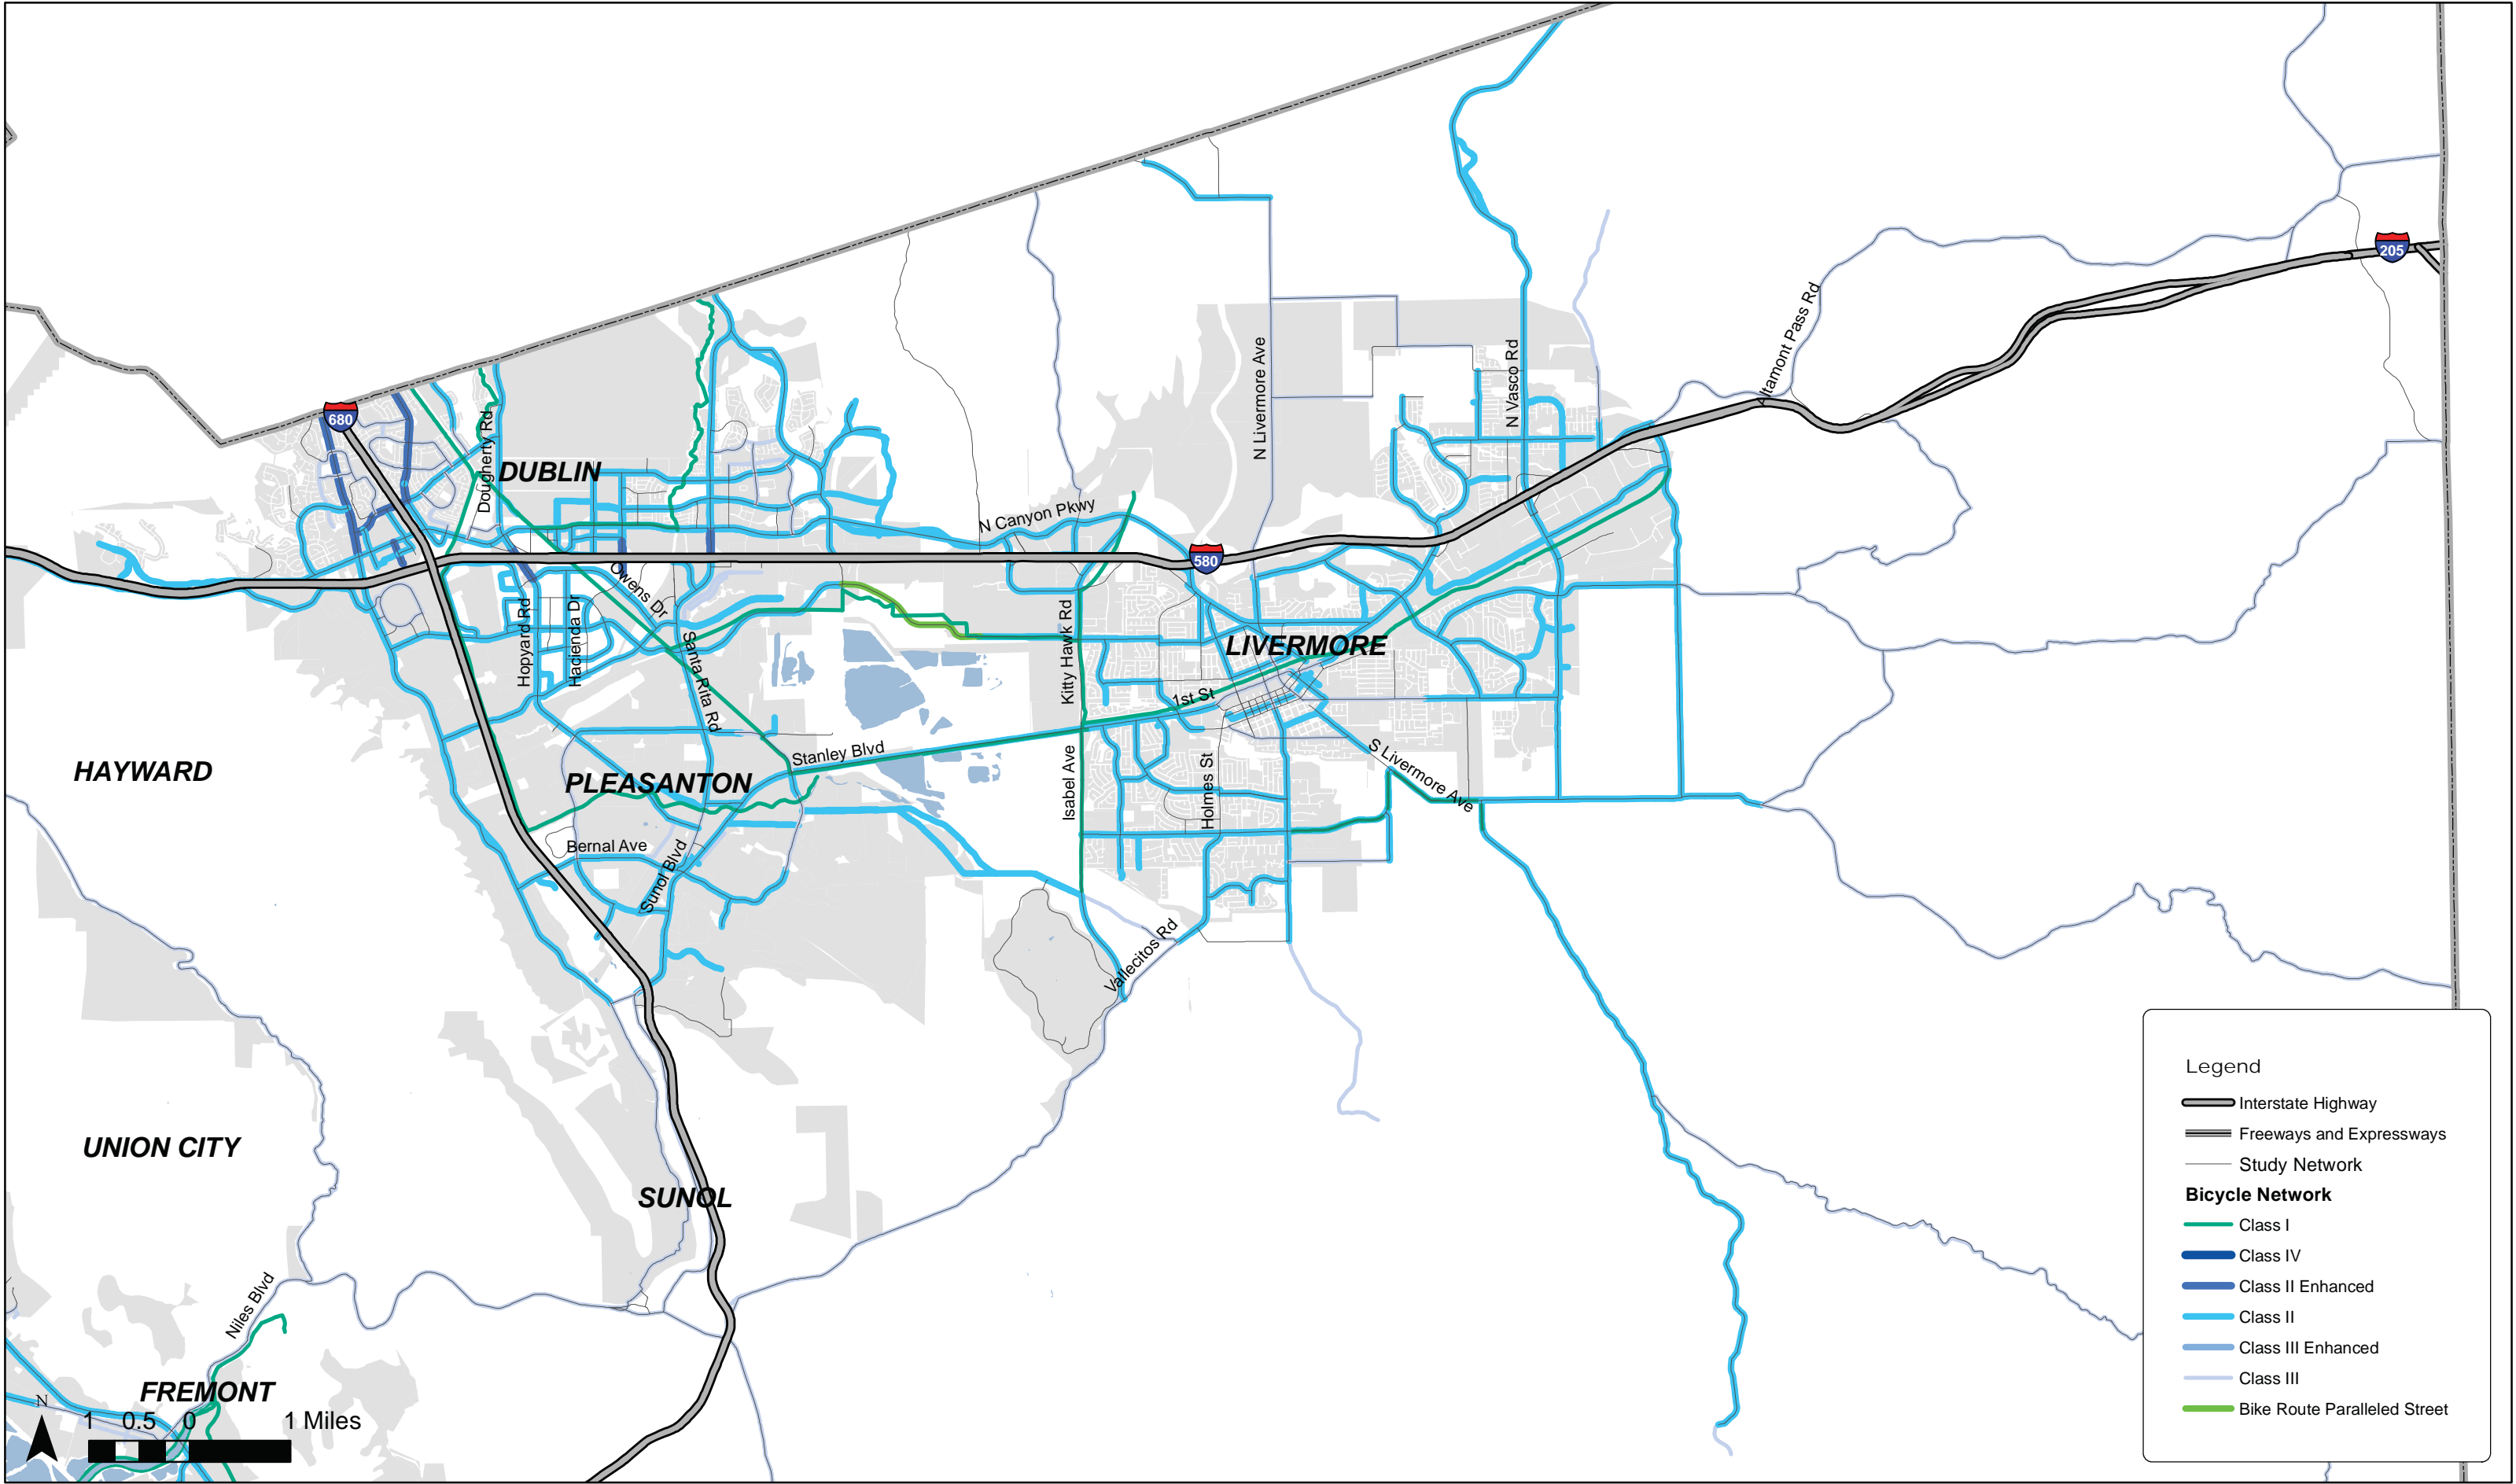 205
680
Altamont Pass Rd
N Livermore Ave
N Vasco Rd
Dougherty Rd
DUBLIN
N Canyon Pkwy
580
Owens Dr
Hopyard Rd
Hacienda Dr
Santa Rita Rd
Kitty Hawk Rd
LIVERMORE
1st St
HAYWARD
PLEASANTON
Stanley Blvd
Isabel Ave
Holmes St
S Livermore Ave
Bernal Ave
Sunol Blvd
Vallecitos Rd
UNION CITY
SUNOL
Niles Blvd
FREMONT
N
1 0.5 0 1 Miles
Legend
Interstate Highway
Freeways and Expressways
Study Network
Bicycle Network
Class I
Class IV
Class II Enhanced
Class II
Class III Enhanced
Class III
Bike Route Paralleled Street